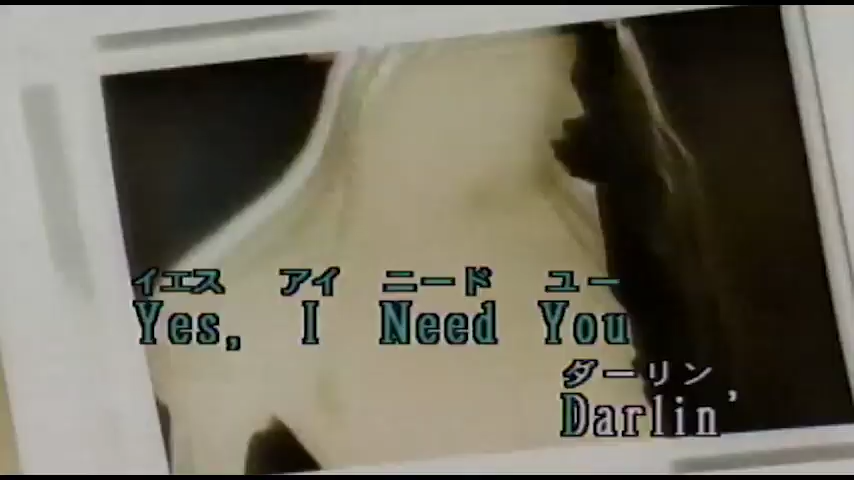 イエス アイ ニード ユー
Yes, I Need You
ダーリン
Darlin'